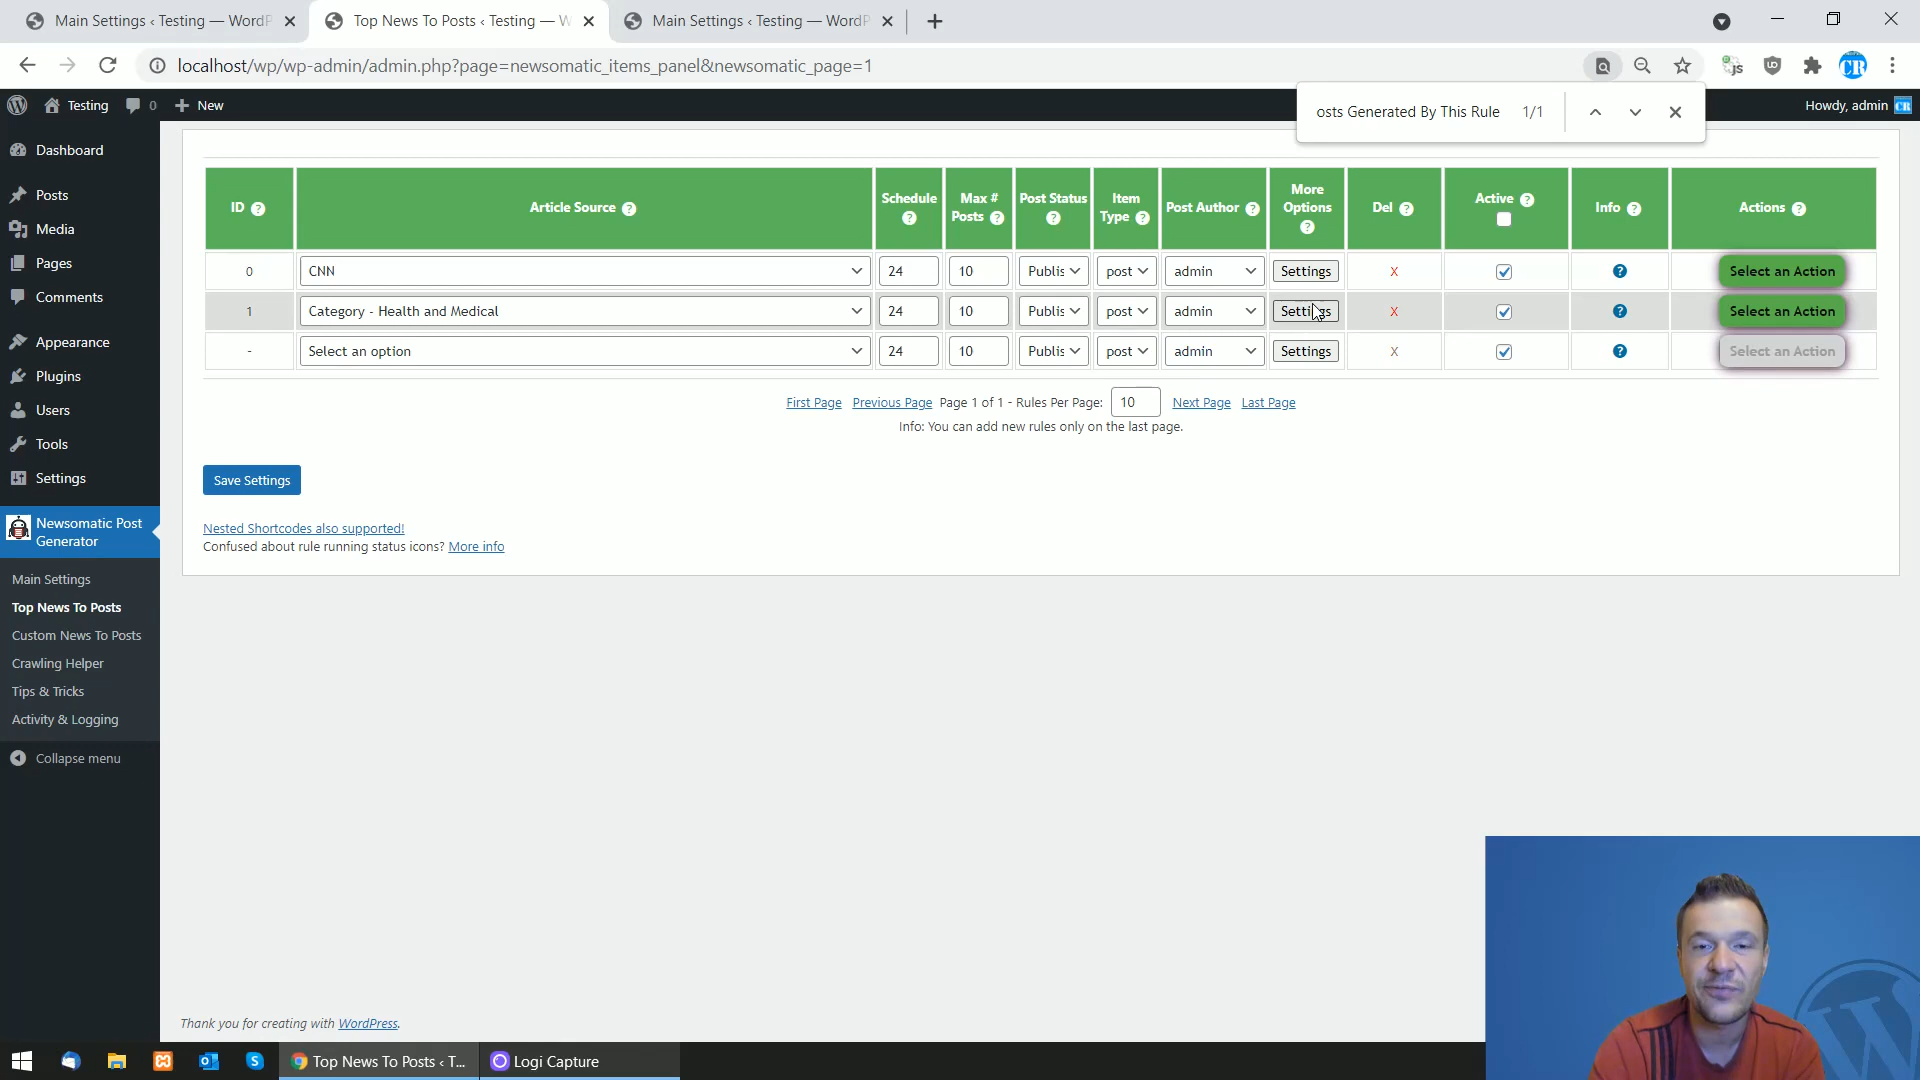 Main Settings ‹ Testing — WordP
Top News To Posts ‹ Testing — W
Main Settings ‹ Testing — WordP
localhost/wp/wp-admin/admin.php?page=newsomatic_items_panel&newsomatic_page=1
osts Generated By This Rule 1/1
Testing 0 New
Howdy, admin
Dashboard
Posts
Media
Pages
Comments
Appearance
Plugins
Users
Tools
Settings
Newsomatic Post
Generator
Main Settings
Top News To Posts
Custom News To Posts
Crawling Helper
Tips & Tricks
Activity & Logging
Collapse menu
ID Article Source Schedule Max # Posts Post Status Item Type Post Author More Options Del Active Info Actions
0 CNN 24 10 Publis post admin Settings X Select an Action
1 Category - Health and Medical 24 10 Publis post admin Settings X Select an Action
- Select an option 24 10 Publis post admin Settings X Select an Action
First Page Previous Page Page 1 of 1 - Rules Per Page: 10 Next Page Last Page
Info: You can add new rules only on the last page.
Save Settings
Nested Shortcodes also supported!
Confused about rule running status icons? More info
Thank you for creating with WordPress.
Top News To Posts ‹ T...
Logi Capture